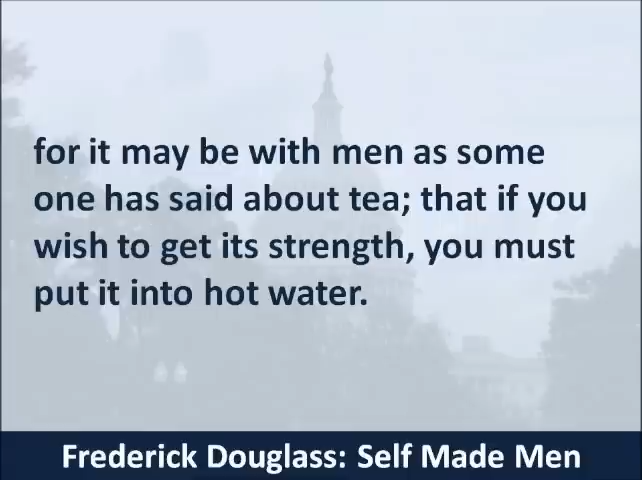 for it may be with men as some
one has said about tea; that if you
wish to get its strength, you must
put it into hot water.
Frederick Douglass: Self Made Men